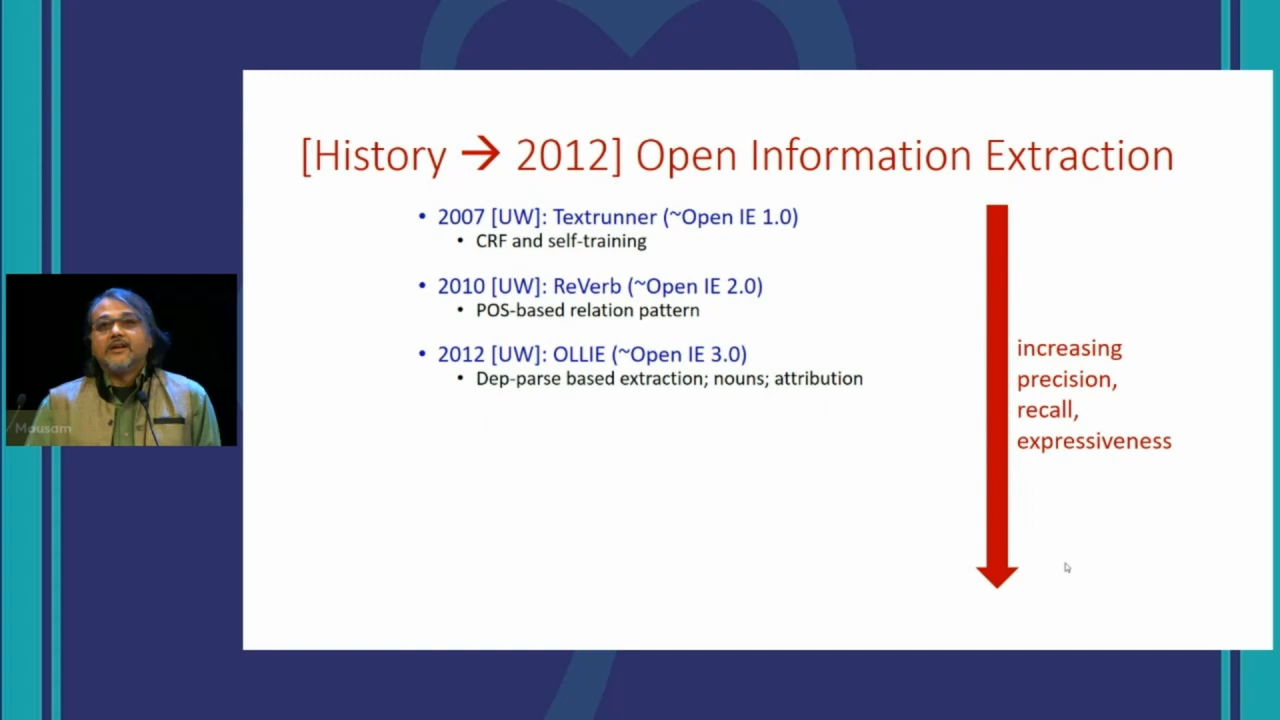 [History → 2012] Open Information Extraction
• 2007 [UW]: Textrunner (~Open IE 1.0)
• CRF and self-training
• 2010 [UW]: ReVerb (~Open IE 2.0)
• POS-based relation pattern
• 2012 [UW]: OLLIE (~Open IE 3.0)
• Dep-parse based extraction; nouns; attribution
increasing
precision,
recall,
expressiveness
Mausam